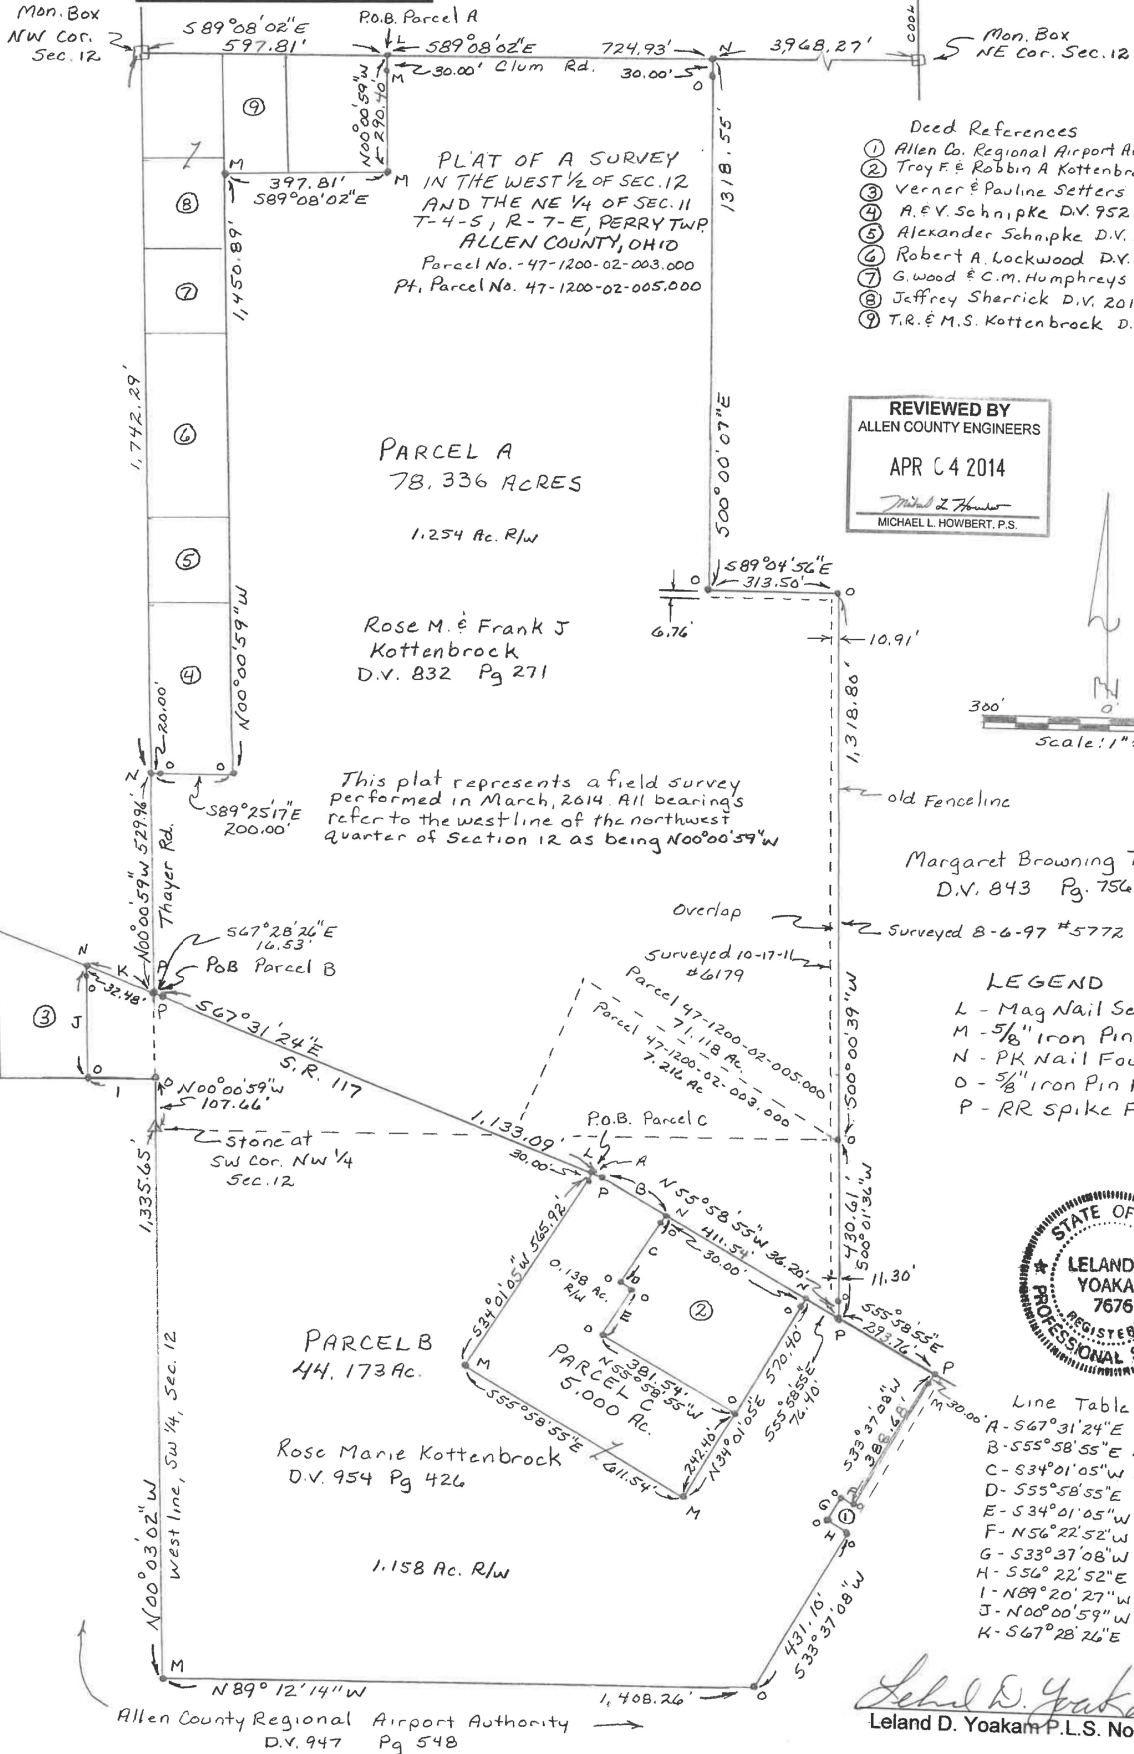 Mon. Box
NW Cor.
Sec. 12
S89°08'02"E
597.81'
P.O.B. Parcel A
L
S89°08'02"E
724.93'
N
3,968.27'
COOL
Mon. Box
NE Cor. Sec. 12
M
30.00'
Clum Rd.
30.00'
O
N00°00'59"W
290.40'
9
7
M
397.81'
S89°08'02"E
M
8
7
6
5
4
1,450.89'
1,742.29'
1318.55'
PLAT OF A SURVEY
IN THE WEST 1/2 OF SEC. 12
AND THE NE 1/4 OF SEC. 11
T-4-S, R-7-E, PERRY TWP.
ALLEN COUNTY, OHIO
Parcel No. - 47-1200-02-003.000
Pt. Parcel No. 47-1200-02-005.000
Deed References
① Allen Co. Regional Airport
② Troy F. & Robbin A Kottenbr
③ Verner & Pauline Setters
④ A. & V. Schnipke D.V. 952
⑤ Alexander Schnipke D.V.
⑥ Robert A. Lockwood D.V.
⑦ G. Wood & C.M. Humphreys
⑧ Jeffrey Sherrick D.V. 201
⑨ T.R. & M.S. Kottenbrock D.
REVIEWED BY
ALLEN COUNTY ENGINEERS
APR 04 2014
MICHAEL L. HOWBERT, P.S.
PARCEL A
78.336 ACRES
1.254 Ac. R/W
S00°00'07"E
O
S89°04'56"E
313.50'
O
6.76'
10.91'
Rose M. & Frank J
Kottenbrock
D.V. 832 Pg 271
N00°00'59"W
1,318.80'
300'
0
Scale: 1"=
N
20.00'
O
O
S89°25'17"E
200.00'
This plat represents a field survey
performed in March, 2014. All bearings
refer to the west line of the northwest
quarter of Section 12 as being N00°00'59"W
old Fenceline
Margaret Browning T
D.V. 843 Pg. 756
N00°00'59"W 529.96'
Thayer Rd.
Overlap
Surveyed 8-6-97 #5772
Surveyed 10-17-11
#6179
S67°28'26"E
16.53'
P.O.B Parcel B
N
K
P
P
32.48'
O
3
J
O
I
O
S67°31'24"E
S.R. 117
Parcel 47-1200-02-005.000
71.118 Ac.
Parcel 47-1200-02-003.000
7.216 Ac
S00°00'39"W
LEGEND
L - Mag Nail Se
M - 5/8" Iron Pin
N - PK Nail Fou
O - 5/8" Iron Pin
P - RR Spike F
N00°00'59"W
107.66'
Stone at
SW Cor. NW 1/4
Sec. 12
1,133.09'
30.00'
P.O.B. Parcel C
L
A
P
B
N
O
430.61'
S00°01'36"W
1,335.65'
N55°58'55"W
411.54'
36.20'
30.00'
11.30'
S34°01'05"W 565.92'
0.138 Ac.
R/W
C
D
O
O
E
O
2
N
O
O
P
S55°58'55"E
293.76'
P
M
30.00'
STATE OF
LELAND
YOAKA
7676
REGISTE
PROFESSIONAL S
PARCEL B
44.173 Ac.
M
N55°58'55"W
381.54'
PARCEL C
5.000 Ac.
570.40'
N34°01'05"E
O
S55°58'55"E
76.40'
S33°37'08"W
388.68'
Line Table
A - S67°31'24"E
B - S55°58'55"E
C - S34°01'05"W
D - S55°58'55"E
E - S34°01'05"W
F - N56°22'52"W
G - S33°37'08"W
H - S56°22'52"E
I - N89°20'27"W
J - N00°00'59"W
K - S67°28'26"E
Rose Marie Kottenbrock
D.V. 954 Pg 426
S55°58'55"E
611.54'
242.40'
M
G
O
1
H
O
1.158 Ac. R/W
N00°03'02"W
West line, SW 1/4, Sec. 12
431.10'
S33°37'08"W
M
N89°12'14"W
1,408.26'
O
Allen County Regional Airport Authority
D.V. 947 Pg 548
Leland D. Yoakam P.L.S. No